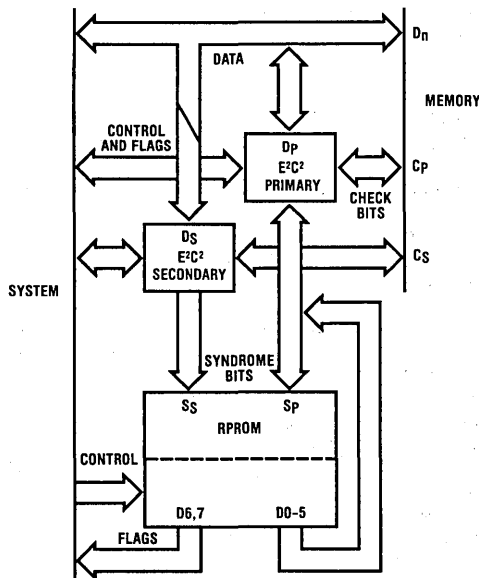 Dn
DATA
MEMORY
CONTROL
AND FLAGS
DP
E²C²
PRIMARY
CP
CHECK
BITS
DS
E²C²
SECONDARY
CS
SYSTEM
SYNDROME
BITS
SS
SP
RPROM
CONTROL
D6,7
D0-5
FLAGS